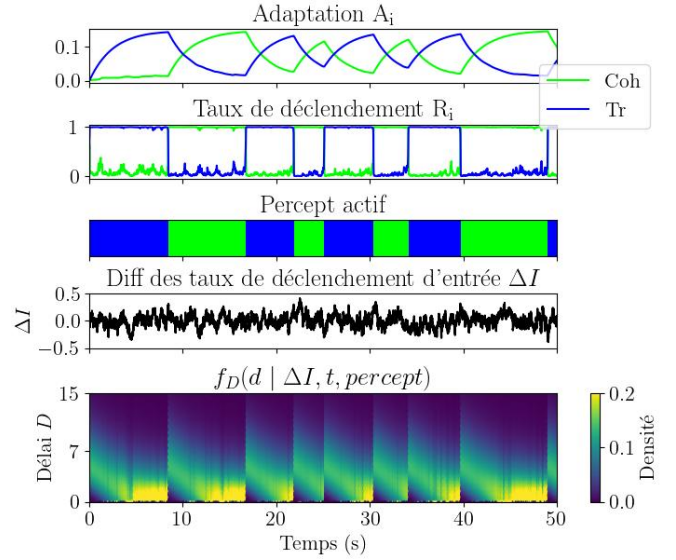 Adaptation Aᵢ
0.1
0.0
Coh
Tr
Taux de déclenchement Rᵢ
1
0
Percept actif
Diff des taux de déclenchement d'entrée ΔI
ΔI
0.5
0.0
−0.5
f_D(d | ΔI, t, percept)
Délai D
15
7
0
0 10 20 30 40 50
Temps (s)
0.2
0.1
0.0
Densité